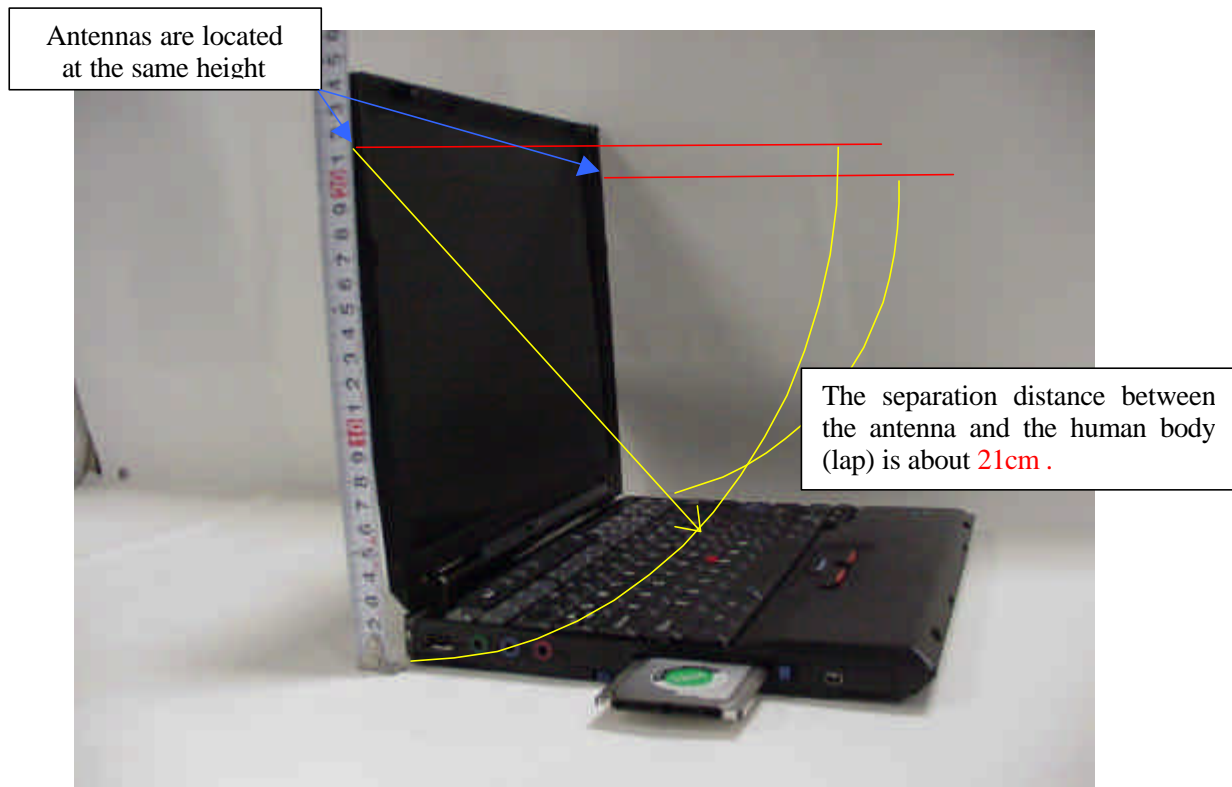 Antennas are located
at the same height
The separation distance between
the antenna and the human body
(lap) is about 21cm .